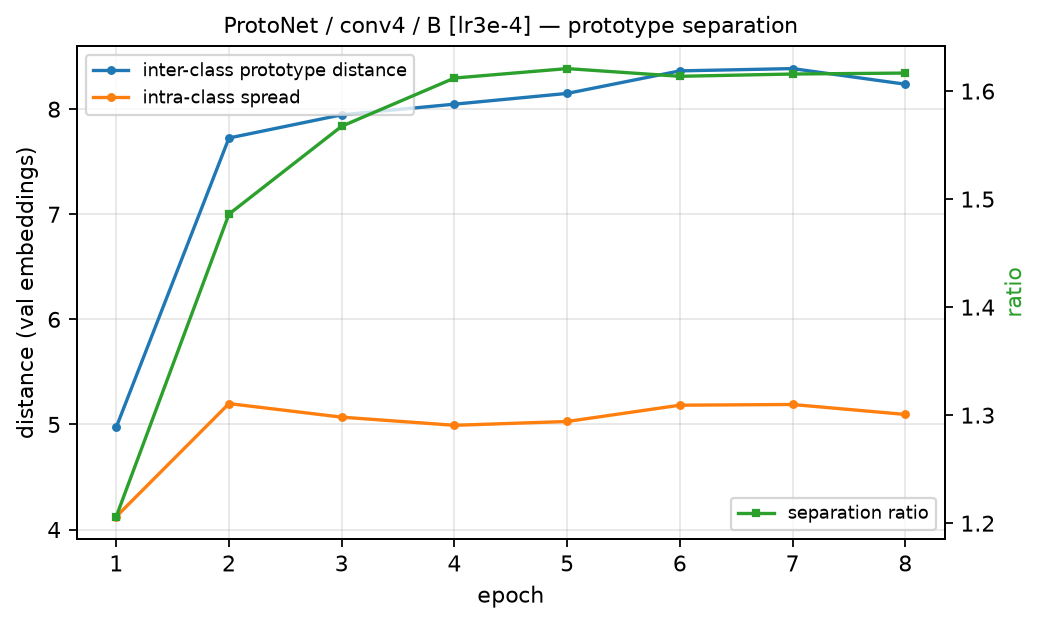 ProtoNet / conv4 / B [lr3e-4] — prototype separation
inter-class prototype distance
intra-class spread
distance (val embeddings)
8
7
6
5
4
1.6
1.5
1.4
1.3
1.2
ratio
separation ratio
1 2 3 4 5 6 7 8
epoch